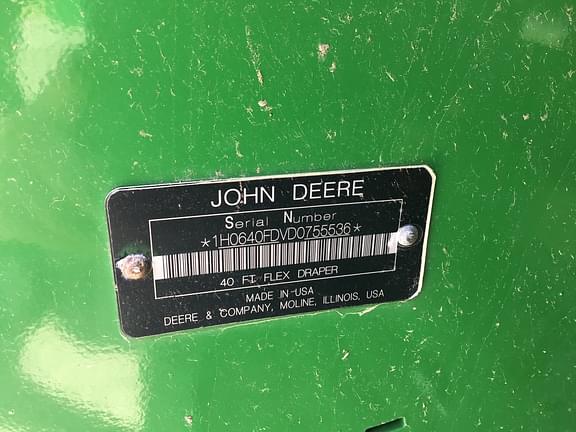 JOHN DEERE
Serial Number
*1H0640FDVD0755536*
40 FT FLEX DRAPER
MADE IN USA
DEERE & COMPANY, MOLINE, ILLINOIS, USA